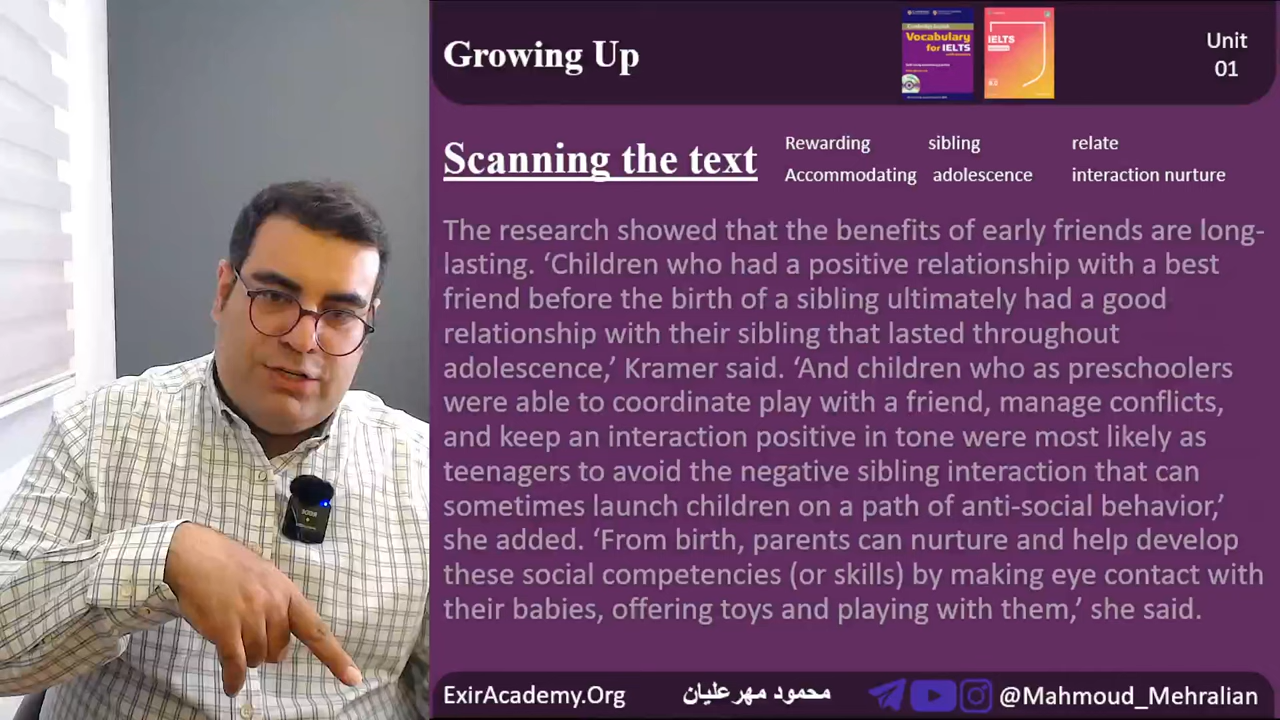 Growing Up
Vocabulary
for IELTS
IELTS
Unit
01
Scanning the text
Rewarding sibling relate
Accommodating adolescence interaction nurture
The research showed that the benefits of early friends are long-
lasting. ‘Children who had a positive relationship with a best
friend before the birth of a sibling ultimately had a good
relationship with their sibling that lasted throughout
adolescence,’ Kramer said. ‘And children who as preschoolers
were able to coordinate play with a friend, manage conflicts,
and keep an interaction positive in tone were most likely as
teenagers to avoid the negative sibling interaction that can
sometimes launch children on a path of anti-social behavior,’
she added. ‘From birth, parents can nurture and help develop
these social competencies (or skills) by making eye contact with
their babies, offering toys and playing with them,’ she said.
ExirAcademy.Org محمود مهرعلیان @Mahmoud_Mehralian